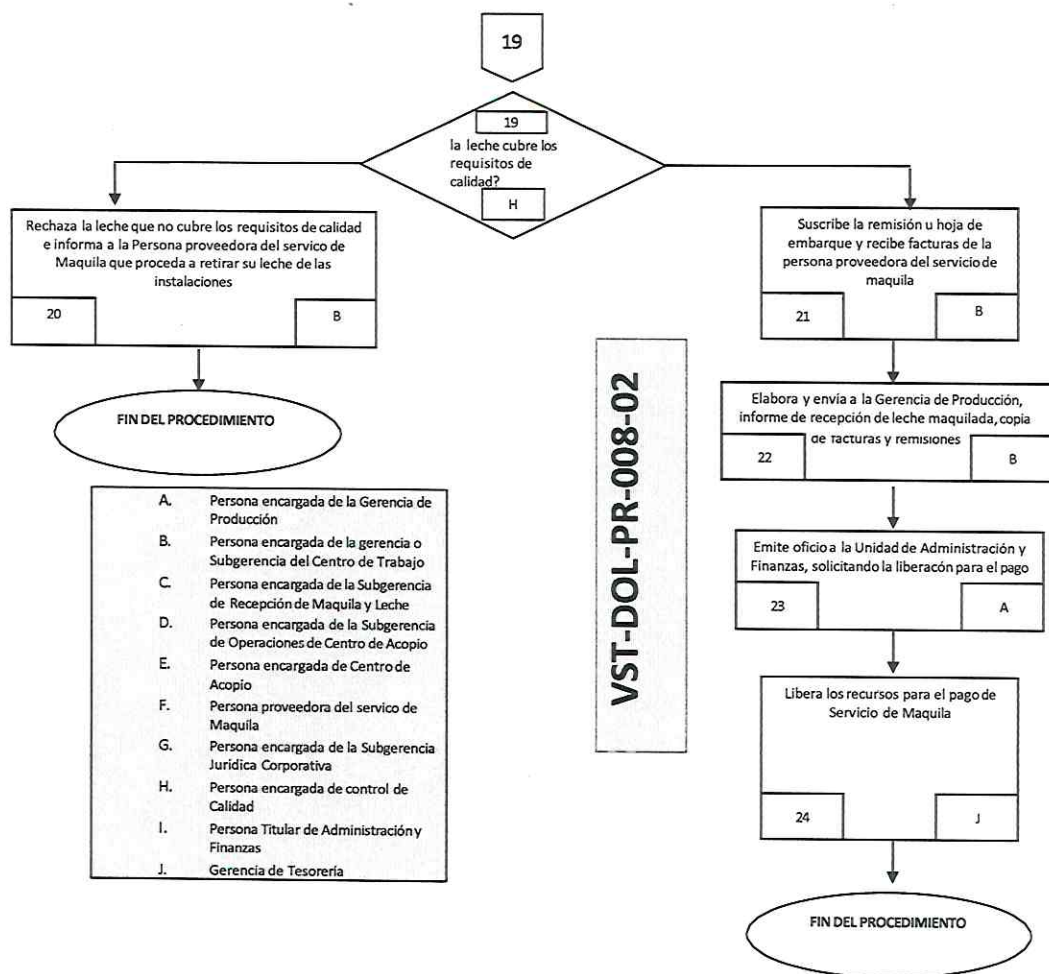 19
19
la leche cubre los
requisitos de
calidad?
H
Rechaza la leche que no cubre los requisitos de calidad
e informa a la Persona proveedora del servico de
Maquila que proceda a retirar su leche de las
instalaciones
20
B
FIN DEL PROCEDIMIENTO
A. Persona encargada de la Gerencia de
Producción
B. Persona encargada de la gerencia o
Subgerencia del Centro de Trabajo
C. Persona encargada de la Subgerencia
de Recepción de Maquila y Leche
D. Persona encargada de la Subgerencia
de Operaciones de Centro de Acopio
E. Persona encargada de Centro de
Acopio
F. Persona proveedora del servico de
Maquila
G. Persona encargada de la Subgerencia
Jurídica Corporativa
H. Persona encargada de control de
Calidad
I. Persona Titular de Administración y
Finanzas
J. Gerencia de Tesorería
VST-DOL-PR-008-02
Suscribe la remisión u hoja de
embarque y recibe facturas de la
persona proveedora del servicio de
maquila
21
B
Elabora y envía a la Gerencia de Producción,
informe de recepción de leche maquilada, copia
de facturas y remisiones
22
B
Emite oficio a la Unidad de Administración y
Finanzas, solicitando la liberacón para el pago
23
A
Libera los recursos para el pago de
Servicio de Maquila
24
J
FIN DEL PROCEDIMIENTO